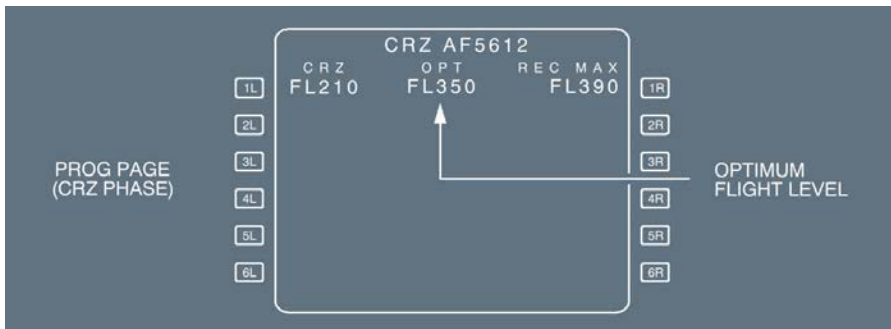 CRZ AF5612
CRZ OPT REC MAX
1L FL210 FL350 FL390 1R
2L 2R
PROG PAGE
(CRZ PHASE)
3L 3R
4L 4R
OPTIMUM
FLIGHT LEVEL
5L 5R
6L 6R